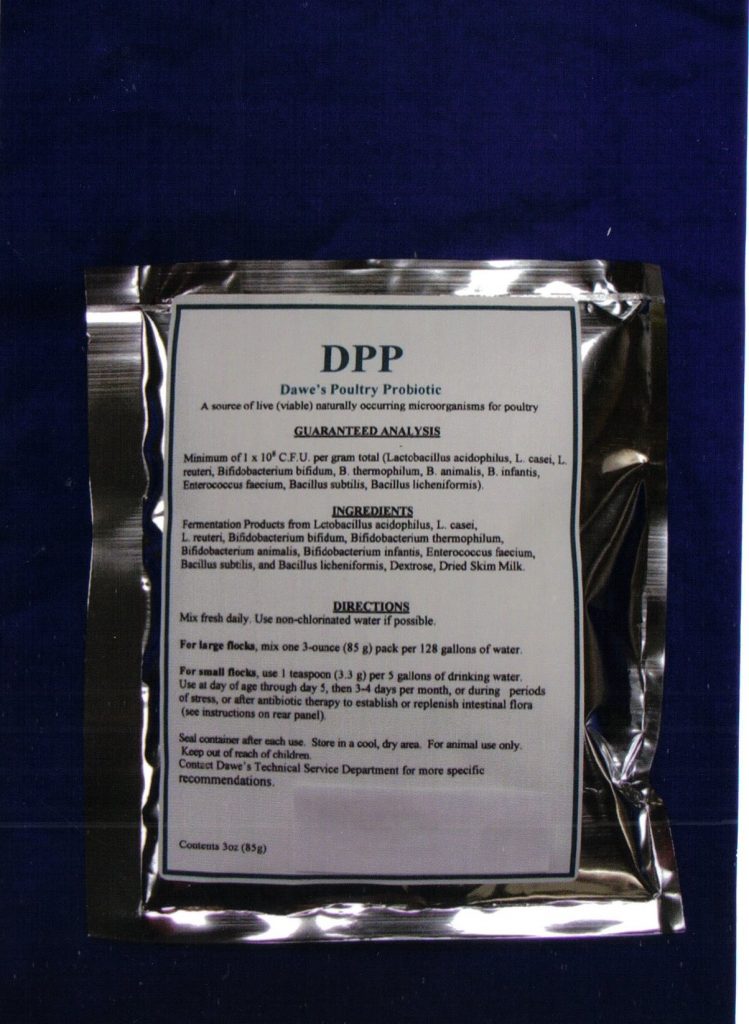 DPP
Dawe's Poultry Probiotic
A source of live (viable) naturally occurring microorganisms for poultry
GUARANTEED ANALYSIS
Minimum of 1 x 10⁸ C.F.U. per gram total (Lactobacillus acidophilus, L. casei, L.
reuteri, Bifidobacterium bifidum, B. thermophilum, B. animalis, B. infantis,
Enterococcus faecium, Bacillus subtilis, Bacillus licheniformis).
INGREDIENTS
Fermentation Products from Lctobacillus acidophilus, L. casei,
L. reuteri, Bifidobacterium bifidum, Bifidobacterium thermophilum,
Bifidobacterium animalis, Bifidobacterium infantis, Enterococcus faecium,
Bacillus subtilis, and Bacillus licheniformis, Dextrose, Dried Skim Milk.
DIRECTIONS
Mix fresh daily. Use non-chlorinated water if possible.
For large flocks, mix one 3-ounce (85 g) pack per 128 gallons of water.
For small flocks, use 1 teaspoon (3.3 g) per 5 gallons of drinking water.
Use at day of age through day 5, then 3-4 days per month, or during periods
of stress, or after antibiotic therapy to establish or replenish intestinal flora
(see instructions on rear panel).
Seal container after each use. Store in a cool, dry area. For animal use only.
Keep out of reach of children.
Contact Dawe's Technical Service Department for more specific
recommendations.
Contents 3oz (85g)